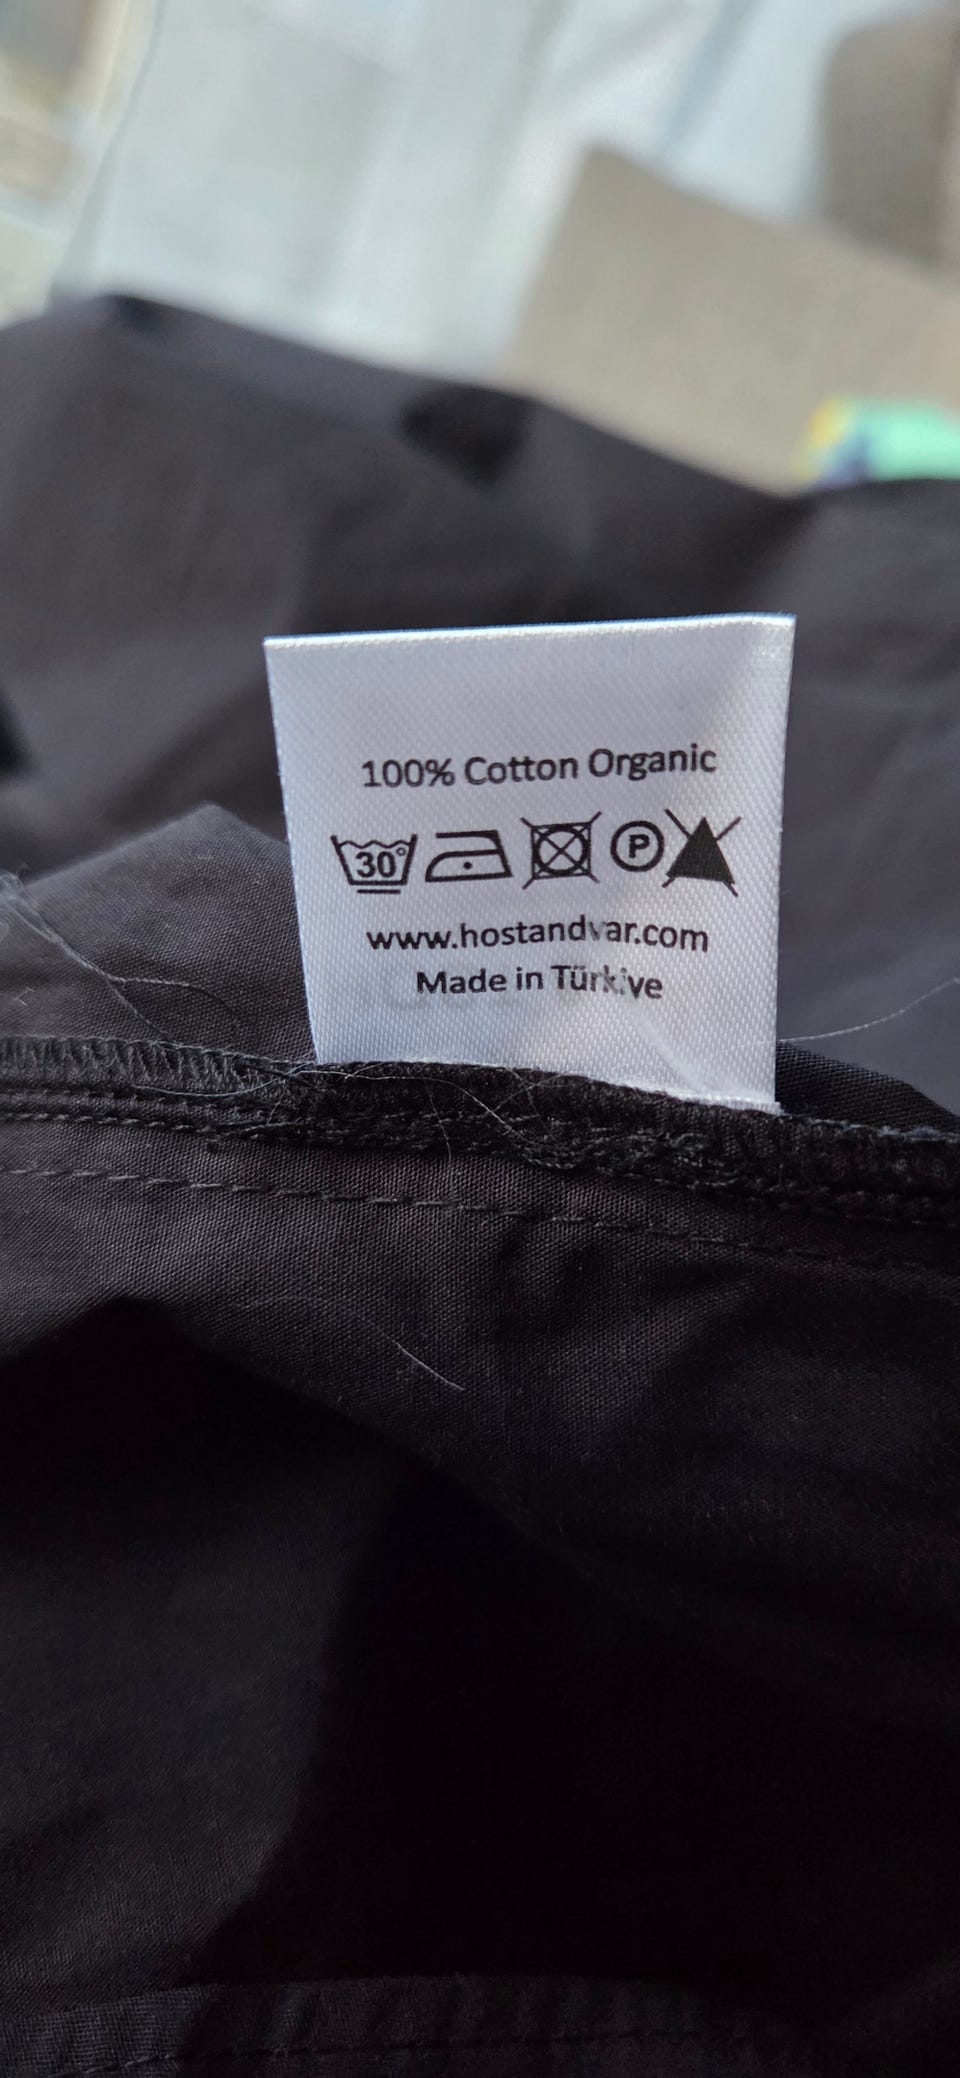 100% Cotton Organic
30° P
www.hostandvar.com
Made in Türkiye